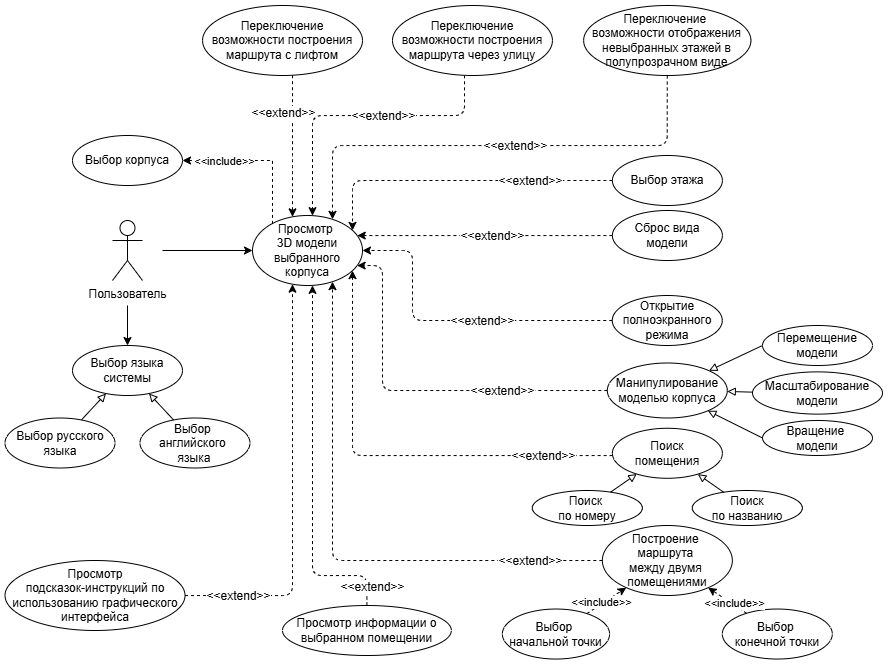 Переключение
возможности построения
маршрута с лифтом
Переключение
возможности построения
маршрута через улицу
Переключение
возможности отображения
невыбранных этажей в
полупрозрачном виде
<<extend>>
<<extend>>
<<extend>>
Выбор корпуса
<<include>>
<<extend>>
Выбор этажа
Просмотр
3D модели
выбранного
корпуса
<<extend>>
Сброс вида
модели
Пользователь
<<extend>>
Открытие
полноэкранного
режима
Выбор языка
системы
Выбор русского
языка
Выбор
английского
языка
<<extend>>
Манипулирование
моделью корпуса
Перемещение
модели
Масштабирование
модели
Вращение
модели
<<extend>>
Поиск
помещения
Поиск
по номеру
Поиск
по названию
<<extend>>
Построение
маршрута
между двумя
помещениями
<<include>>
<<include>>
Выбор
начальной точки
Выбор
конечной точки
Просмотр
подсказок-инструкций по
использованию графического
интерфейса
<<extend>>
<<extend>>
Просмотр информации о
выбранном помещении